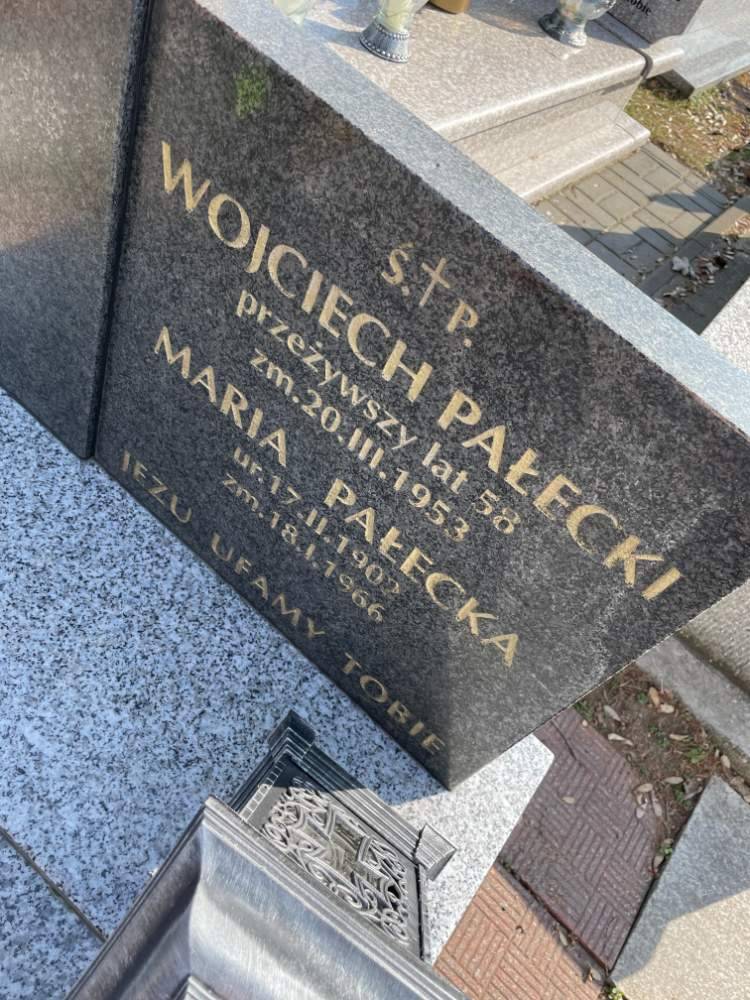 Ś. P.
WOJCIECH PAŁECKI
przeżywszy lat 58
zm.20.III.1953
MARIA PAŁECKA
ur.17.II.1902
zm.18.I.1966
JEZU UFAMY TOBIE